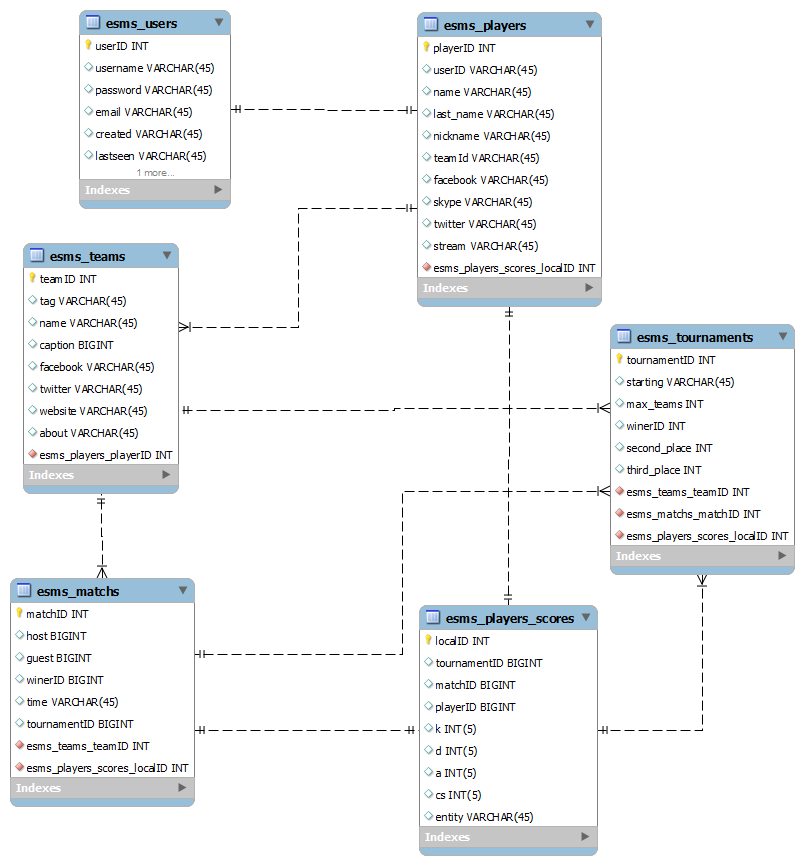 esms_users
userID INT
username VARCHAR(45)
password VARCHAR(45)
email VARCHAR(45)
created VARCHAR(45)
lastseen VARCHAR(45)
1 more...
Indexes
esms_players
playerID INT
userID VARCHAR(45)
name VARCHAR(45)
last_name VARCHAR(45)
nickname VARCHAR(45)
teamId VARCHAR(45)
facebook VARCHAR(45)
skype VARCHAR(45)
twitter VARCHAR(45)
stream VARCHAR(45)
esms_players_scores_localID INT
Indexes
esms_teams
teamID INT
tag VARCHAR(45)
name VARCHAR(45)
caption BIGINT
facebook VARCHAR(45)
twitter VARCHAR(45)
website VARCHAR(45)
about VARCHAR(45)
esms_players_playerID INT
Indexes
esms_tournaments
tournamentID INT
starting VARCHAR(45)
max_teams INT
winerID INT
second_place INT
third_place INT
esms_teams_teamID INT
esms_matchs_matchID INT
esms_players_scores_localID INT
Indexes
esms_matchs
matchID INT
host BIGINT
guest BIGINT
winerID BIGINT
time VARCHAR(45)
tournamentID BIGINT
esms_teams_teamID INT
esms_players_scores_localID INT
Indexes
esms_players_scores
localID INT
tournamentID BIGINT
matchID BIGINT
playerID BIGINT
k INT(5)
d INT(5)
a INT(5)
cs INT(5)
entity VARCHAR(45)
Indexes